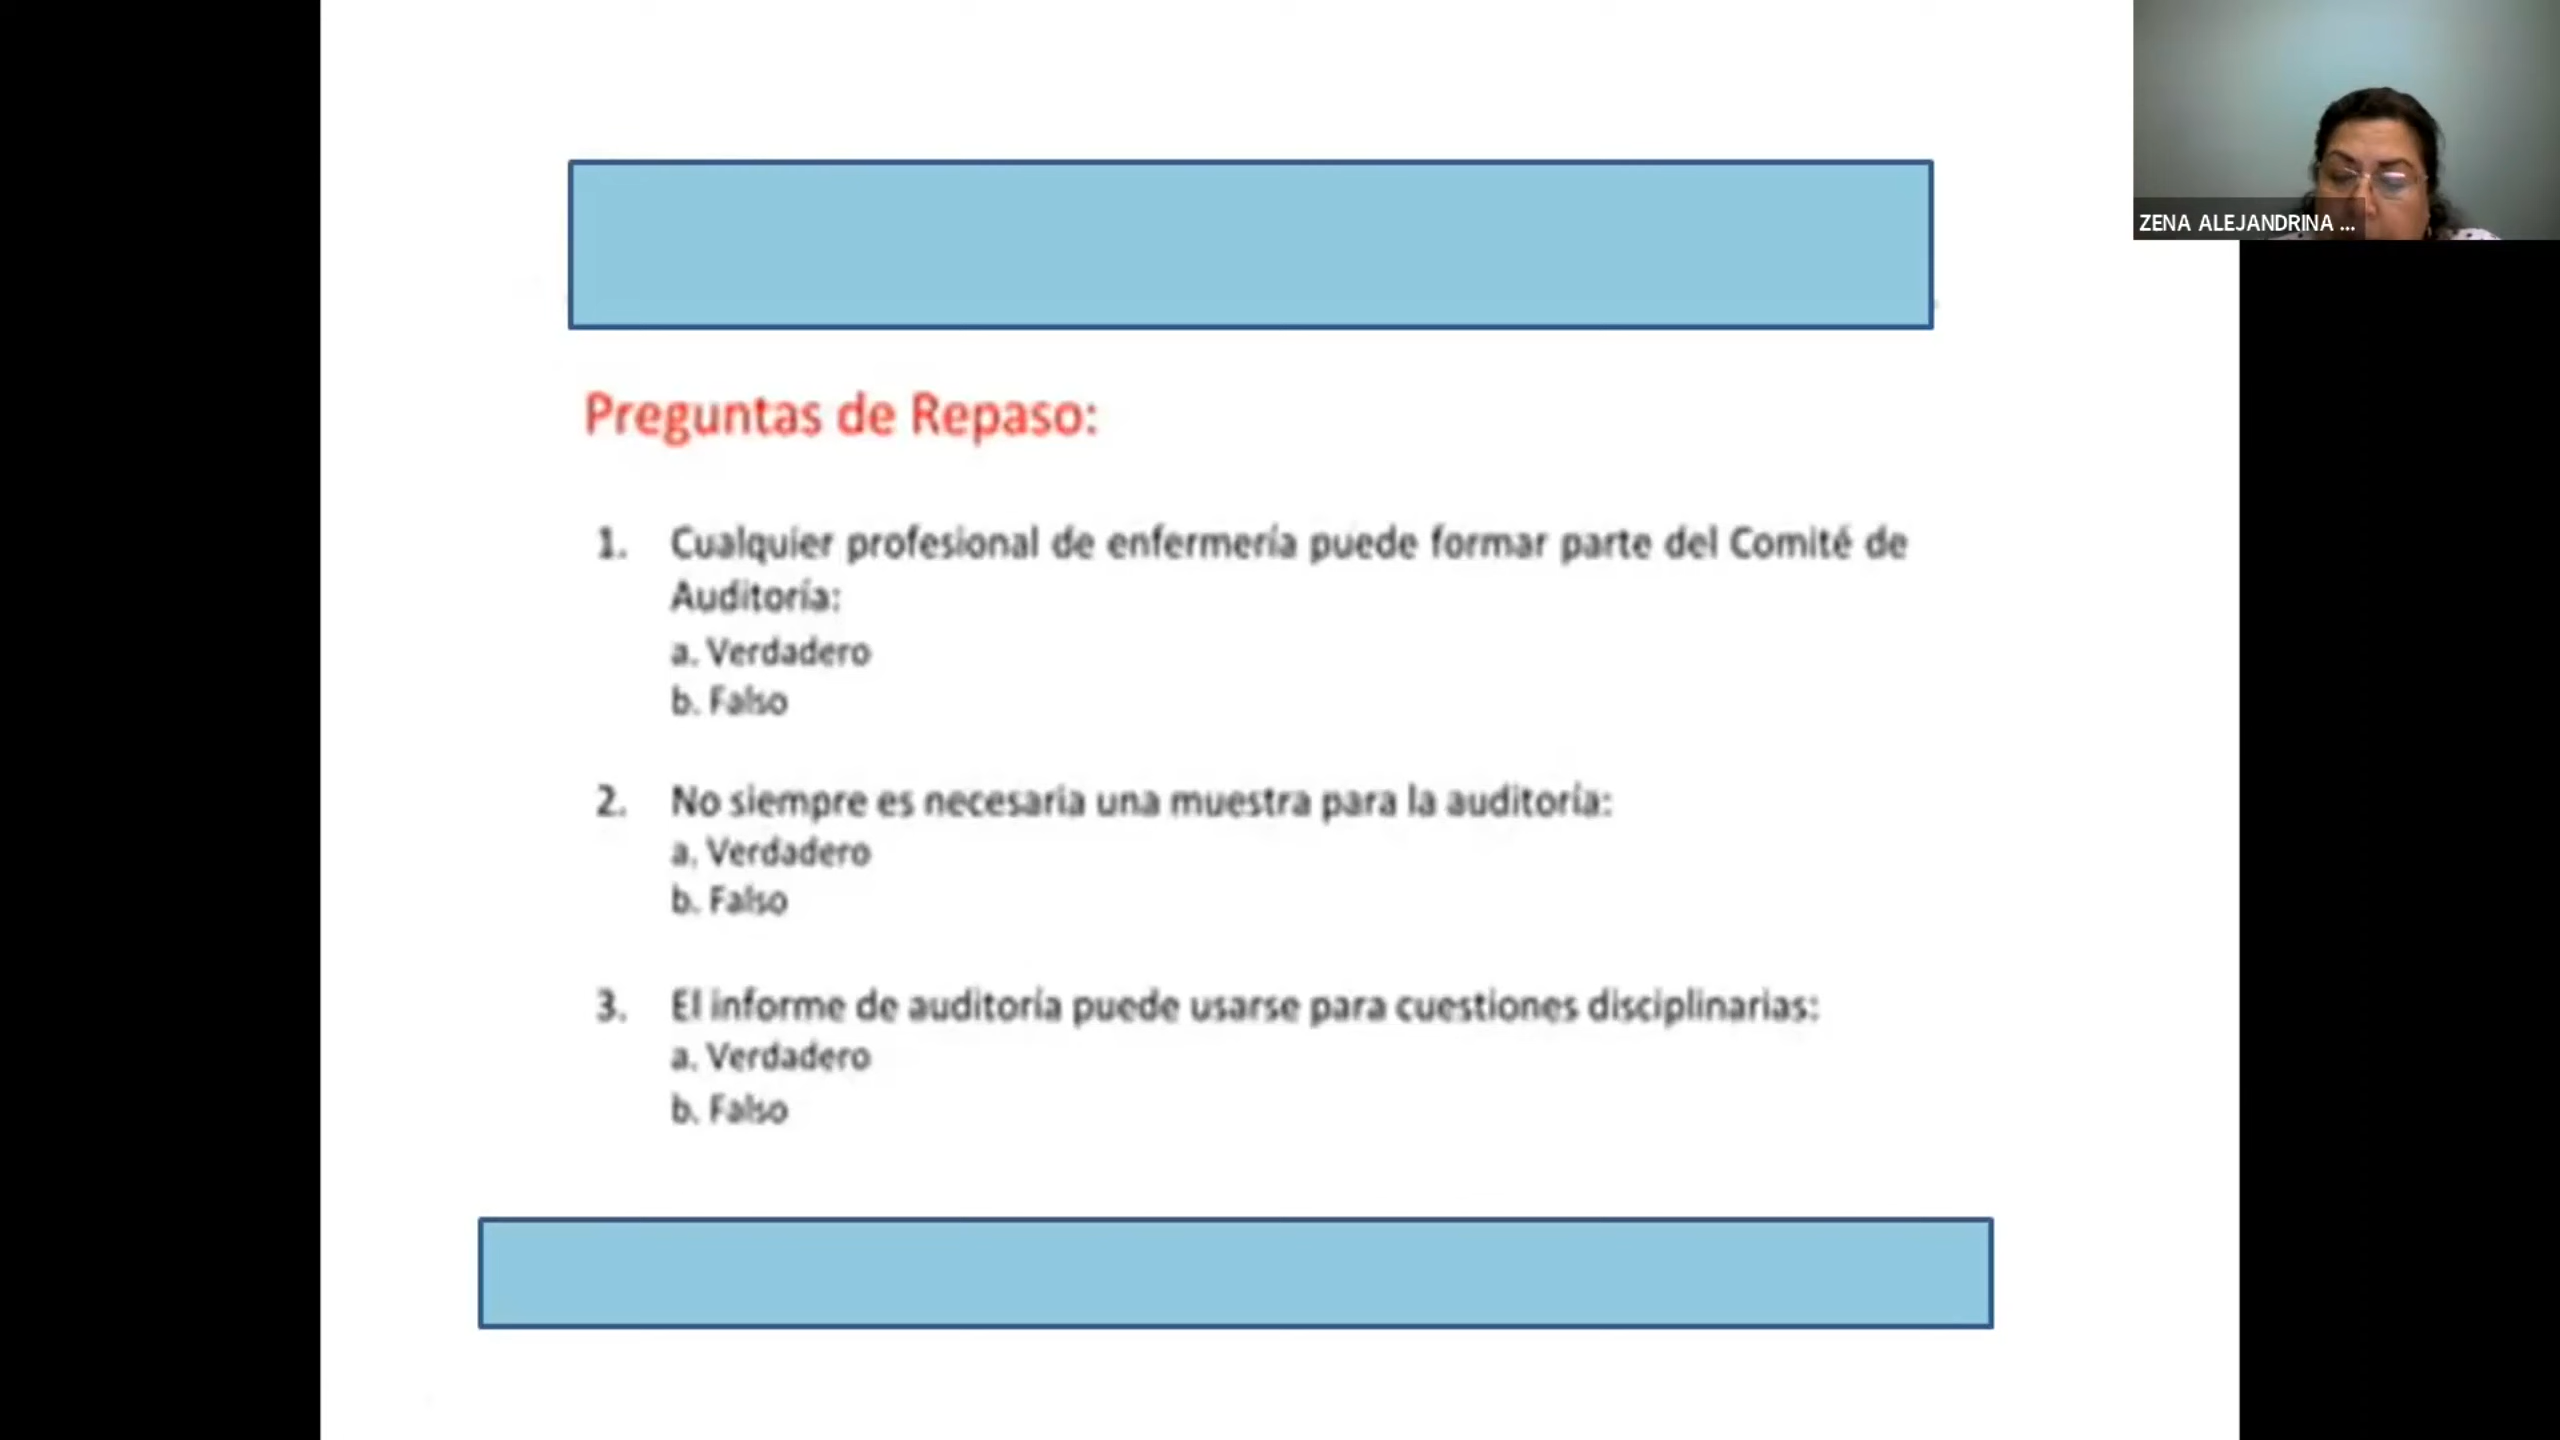 ZENA ALEJANDRINA ...
Preguntas de Repaso:
1. Cualquier profesional de enfermería puede formar parte del Comité de
Auditoría:
a. Verdadero
b. Falso
2. No siempre es necesaria una muestra para la auditoría:
a. Verdadero
b. Falso
3. El informe de auditoría puede usarse para cuestiones disciplinarias:
a. Verdadero
b. Falso